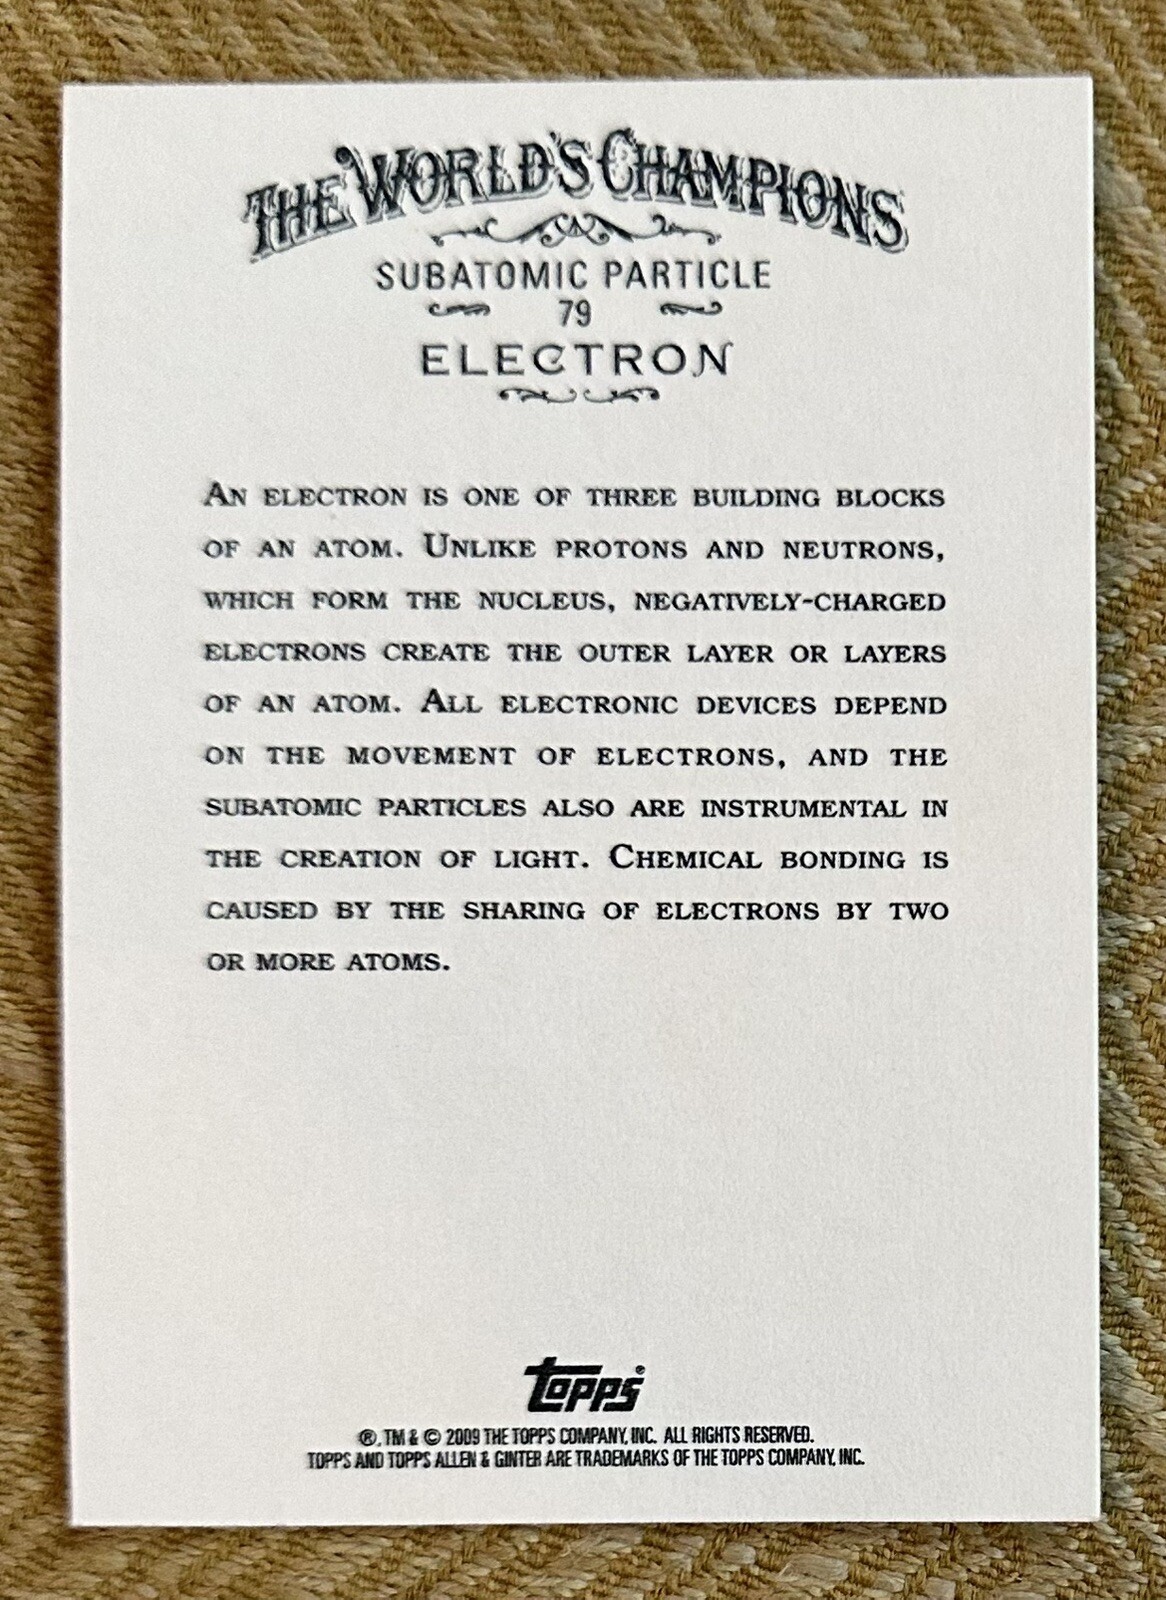 THE WORLD'S CHAMPIONS
SUBATOMIC PARTICLE
79
ELECTRON
AN ELECTRON IS ONE OF THREE BUILDING BLOCKS
OF AN ATOM. UNLIKE PROTONS AND NEUTRONS,
WHICH FORM THE NUCLEUS, NEGATIVELY-CHARGED
ELECTRONS CREATE THE OUTER LAYER OR LAYERS
OF AN ATOM. ALL ELECTRONIC DEVICES DEPEND
ON THE MOVEMENT OF ELECTRONS, AND THE
SUBATOMIC PARTICLES ALSO ARE INSTRUMENTAL IN
THE CREATION OF LIGHT. CHEMICAL BONDING IS
CAUSED BY THE SHARING OF ELECTRONS BY TWO
OR MORE ATOMS.
topps®
®, TM & © 2009 THE TOPPS COMPANY, INC. ALL RIGHTS RESERVED.
TOPPS AND TOPPS ALLEN & GINTER ARE TRADEMARKS OF THE TOPPS COMPANY, INC.